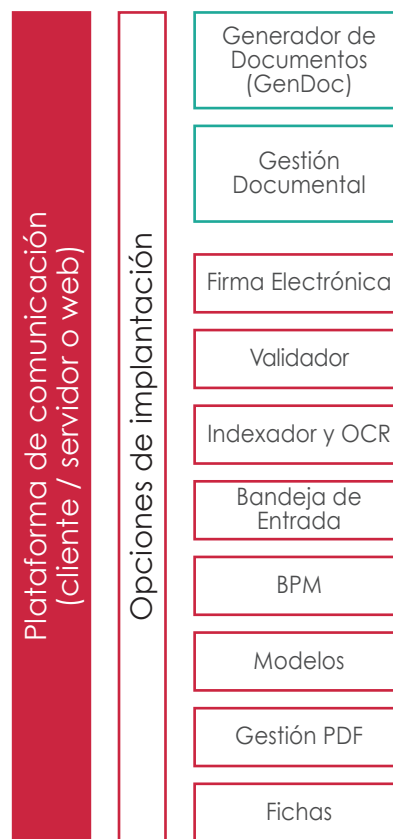 Plataforma de comunicación
(cliente / servidor o web)
Opciones de implantación
Generador de
Documentos
(GenDoc)
Gestión
Documental
Firma Electrónica
Validador
Indexador y OCR
Bandeja de
Entrada
BPM
Modelos
Gestión PDF
Fichas